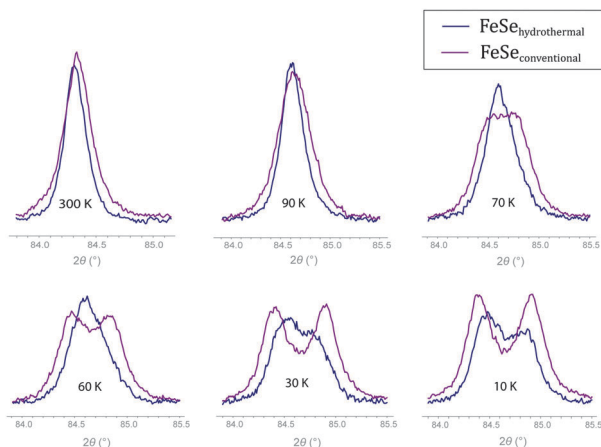 FeSehydrothermal
FeSeconventional
300 K
84.0 84.5 85.0
2θ (°)
90 K
84.0 84.5 85.0 85.5
2θ (°)
70 K
84.0 84.5 85.0 85.5
2θ (°)
60 K
84.0 84.5 85.0 85.5
2θ (°)
30 K
84.0 84.5 85.0 85.5
2θ (°)
10 K
84.0 84.5 85.0 85.5
2θ (°)